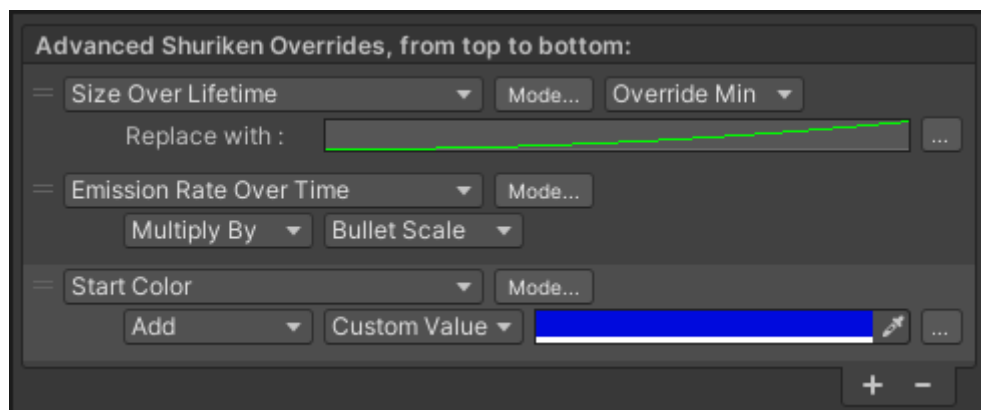 Advanced Shuriken Overrides, from top to bottom:
Size Over Lifetime Mode... Override Min
Replace with : ...
Emission Rate Over Time Mode...
Multiply By Bullet Scale
Start Color Mode...
Add Custom Value ...
+ -